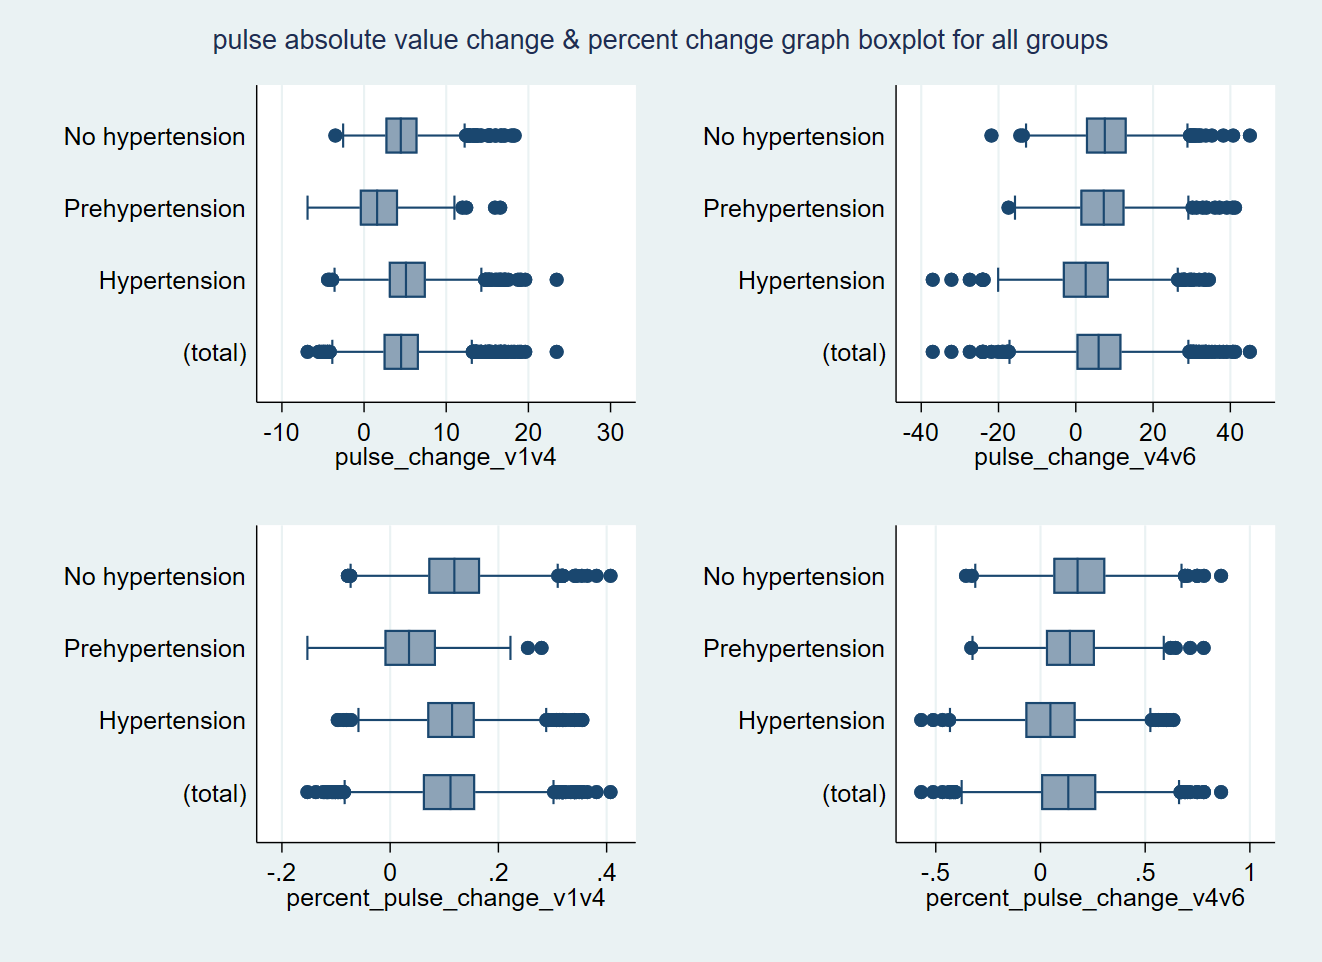 pulse absolute value change & percent change graph boxplot for all groups
No hypertension
Prehypertension
Hypertension
(total)
-10 0 10 20 30
pulse_change_v1v4
No hypertension
Prehypertension
Hypertension
(total)
-40 -20 0 20 40
pulse_change_v4v6
No hypertension
Prehypertension
Hypertension
(total)
-.2 0 .2 .4
percent_pulse_change_v1v4
No hypertension
Prehypertension
Hypertension
(total)
-.5 0 .5 1
percent_pulse_change_v4v6